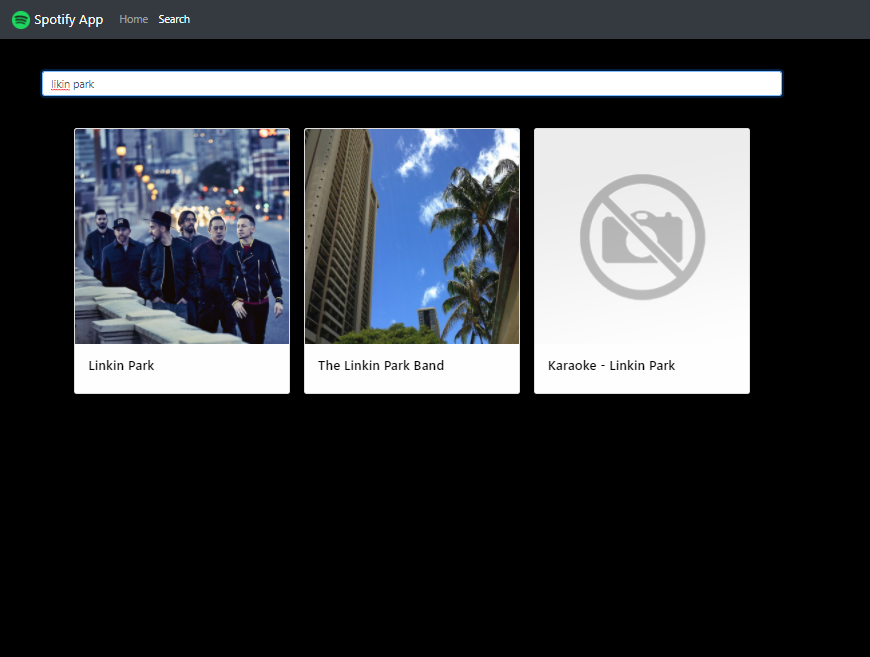 Spotify App Home Search
likin park
Linkin Park
The Linkin Park Band
Karaoke - Linkin Park